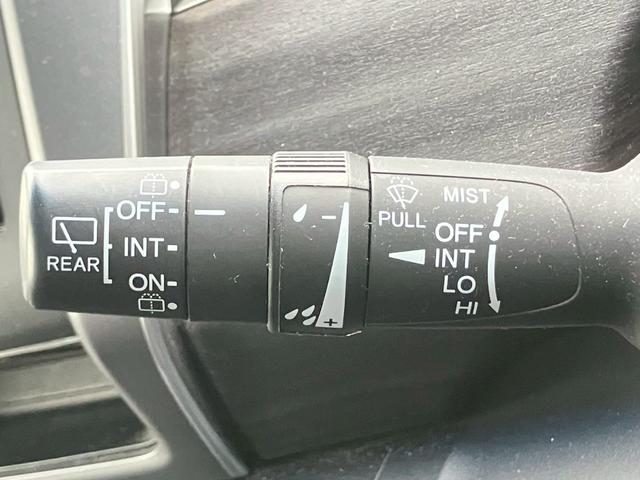 OFF
INT
ON
REAR
−
+
PULL
MIST
OFF
INT
LO
HI